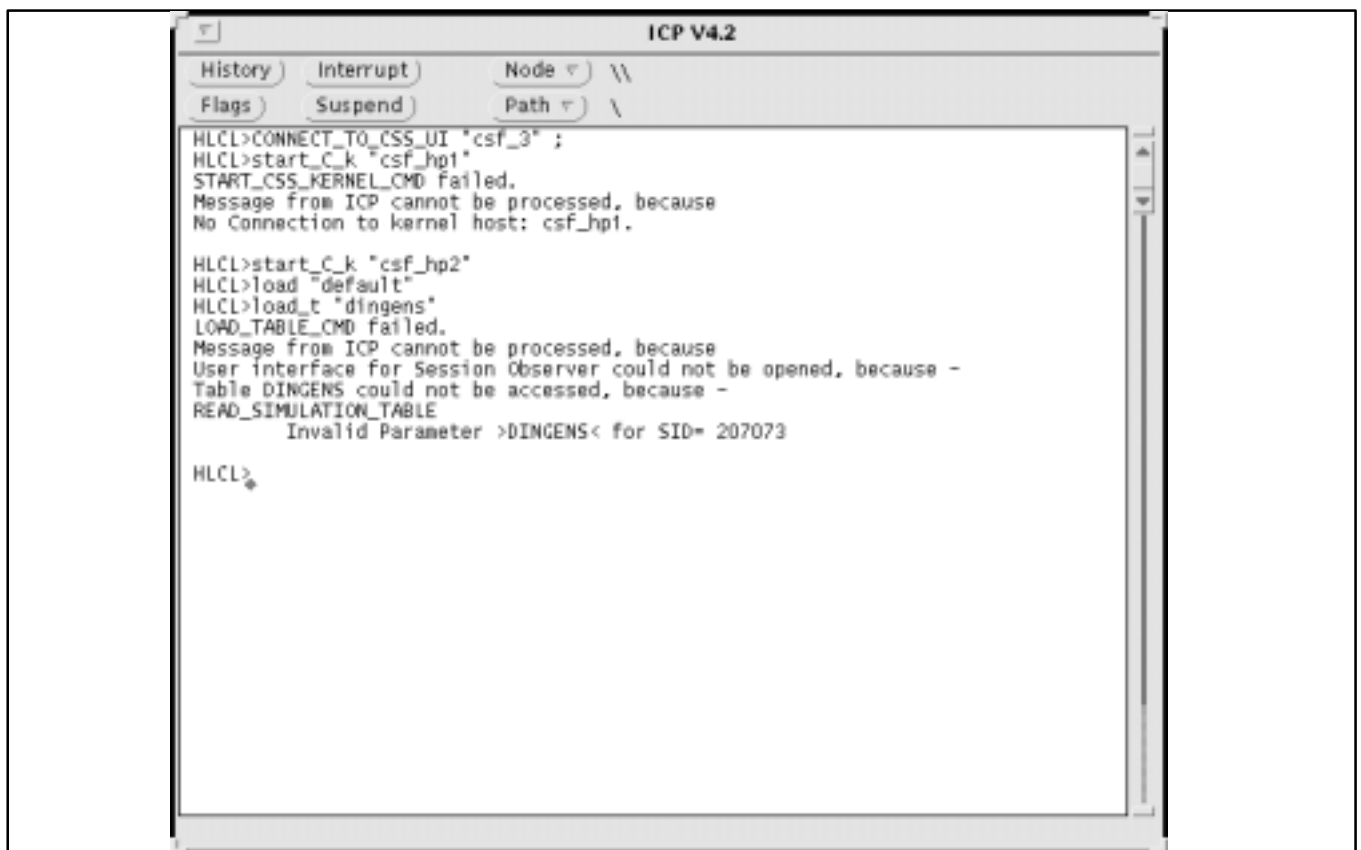 ICP V4.2
History Interrupt Node \\
Flags Suspend Path \
HLCL>CONNECT_TO_CSS_UI "csf_3" ;
HLCL>start_C_k "csf_hp1"
START_CSS_KERNEL_CMD failed.
Message from ICP cannot be processed, because
No Connection to kernel host: csf_hp1.
HLCL>start_C_k "csf_hp2"
HLCL>load "default"
HLCL>load_t "dingens"
LOAD_TABLE_CMD failed.
Message from ICP cannot be processed, because
User interface for Session Observer could not be opened, because -
Table DINGENS could not be accessed, because -
READ_SIMULATION_TABLE
Invalid Parameter >DINGENS< for SID= 207073
HLCL>